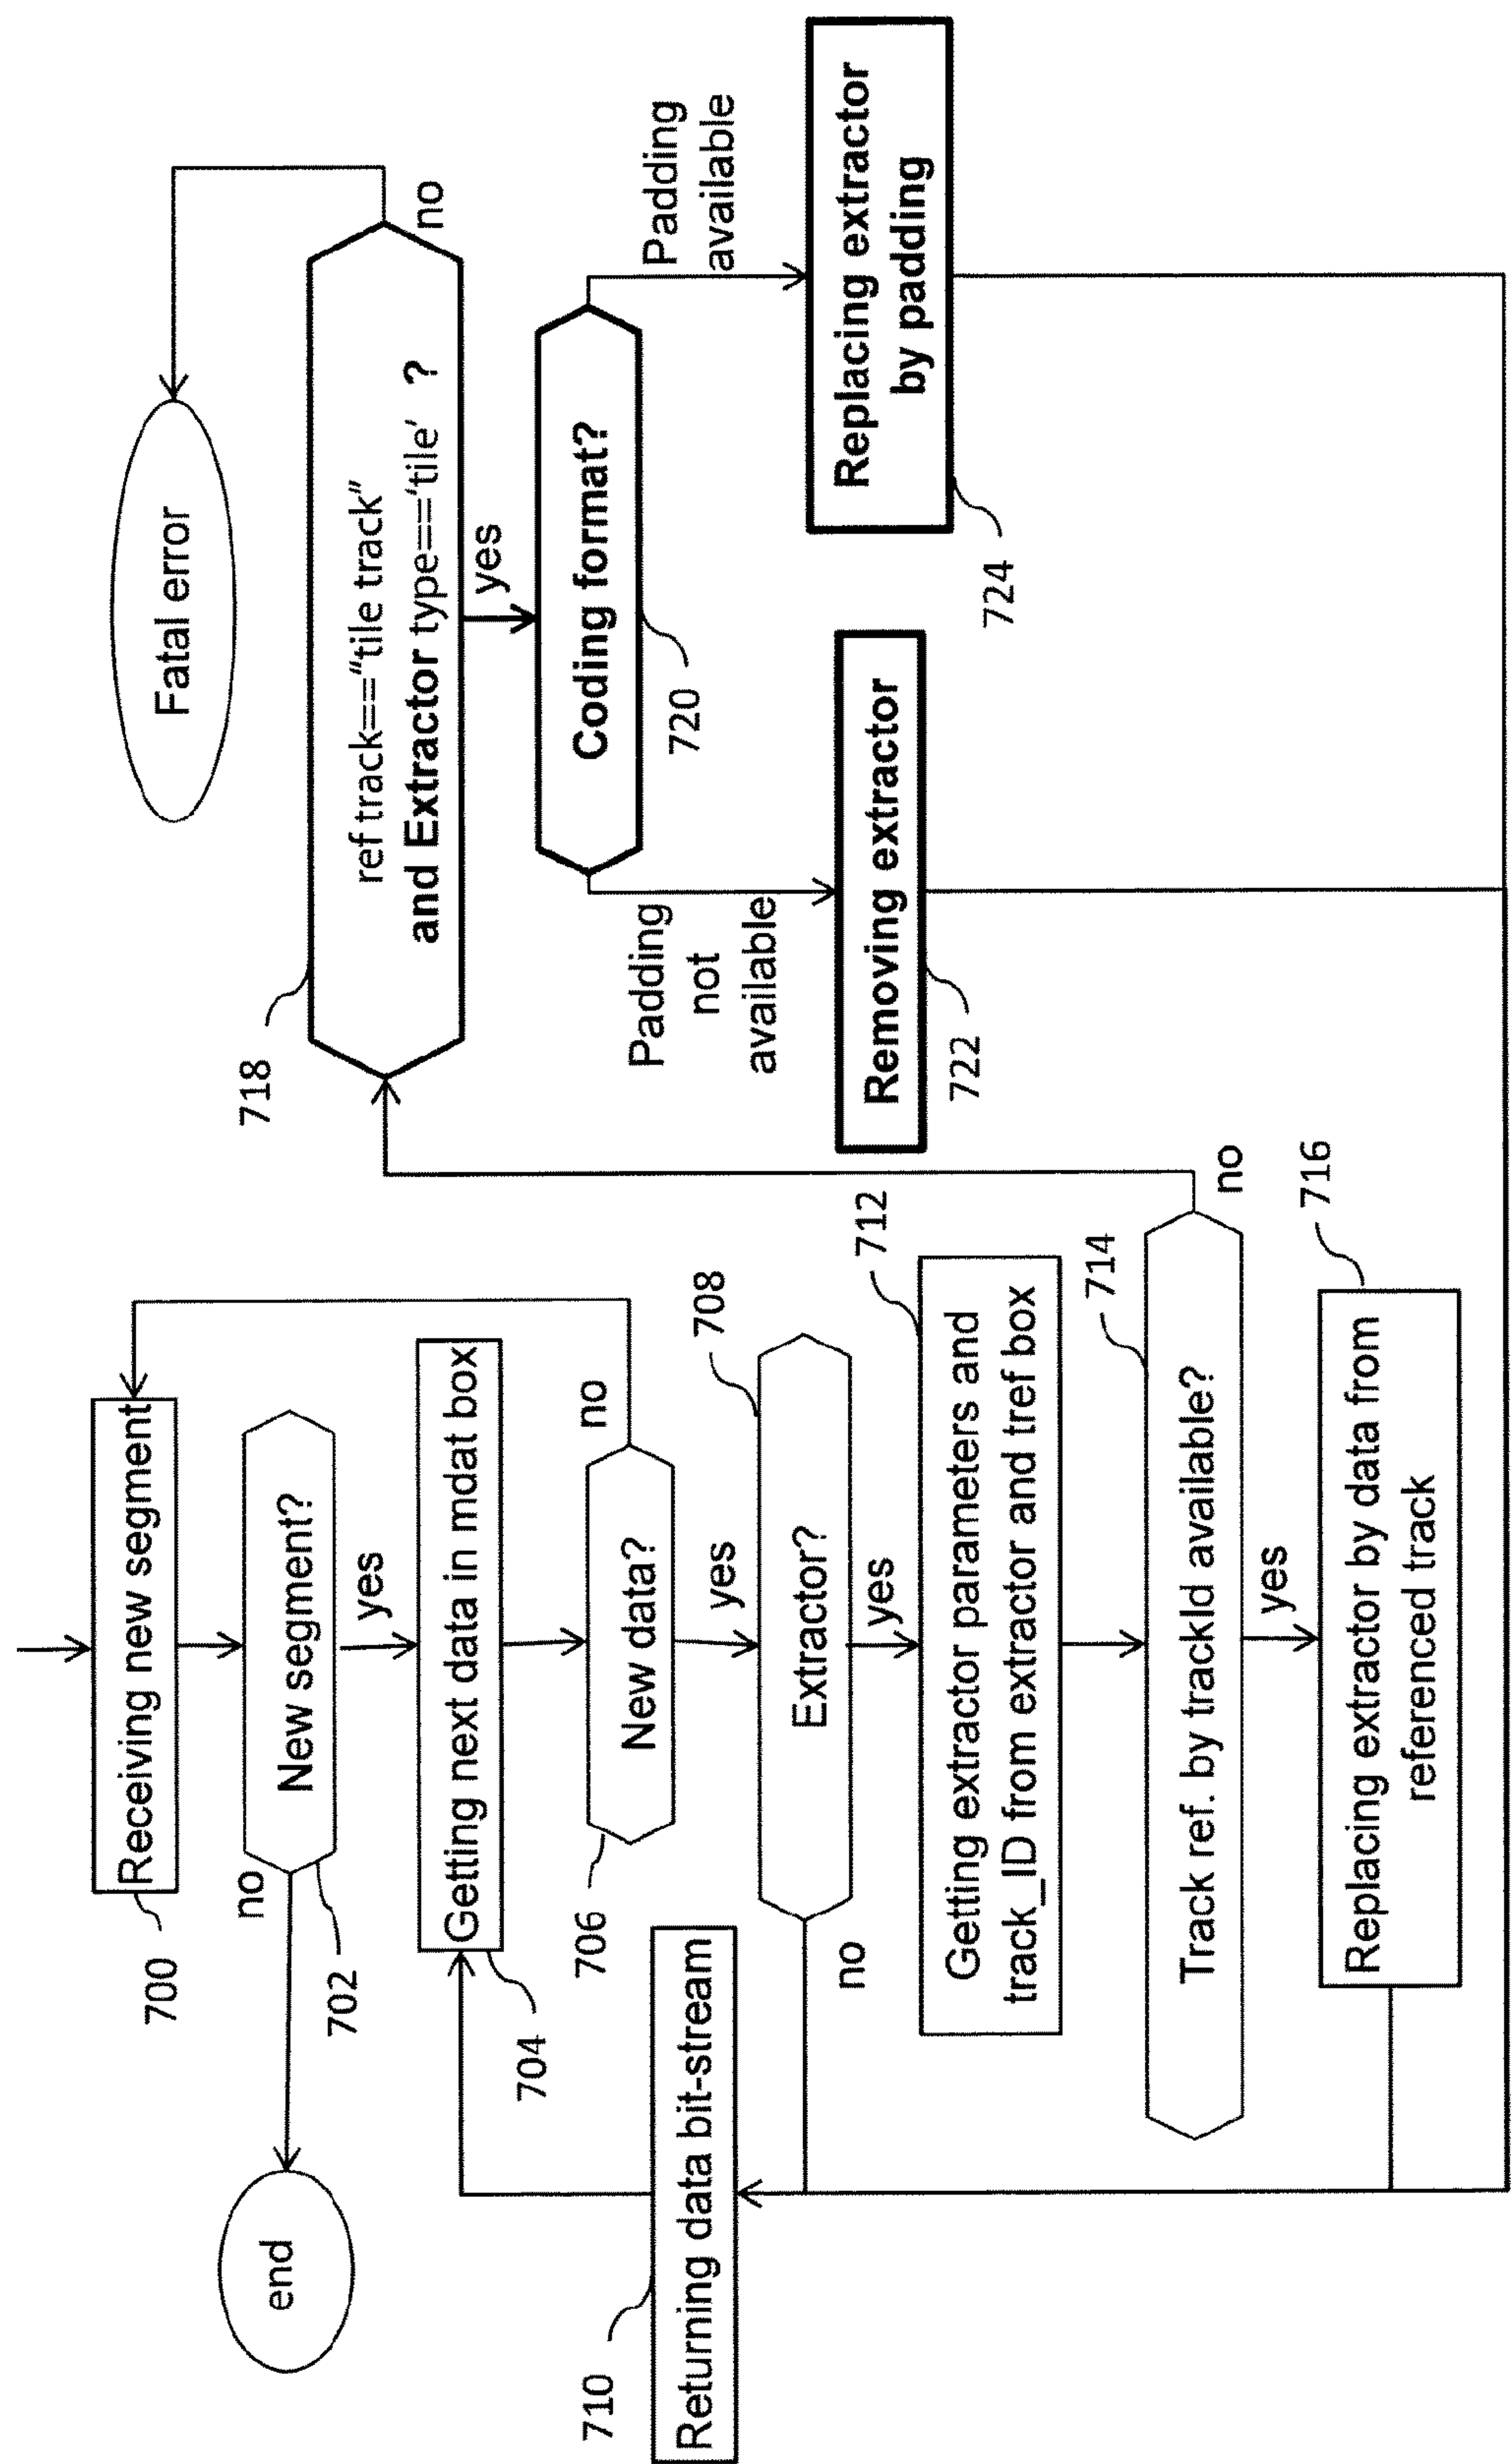 Receiving new segment
700
New segment?
no
702
yes
end
Getting next data in mdat box
704
New data?
706
no
yes
Extractor?
708
no
yes
Returning data bit-stream
710
Getting extractor parameters and
track_ID from extractor and tref box
712
Track ref. by trackId available?
714
no
yes
Replacing extractor by data from
referenced track
716
Fatal error
ref track==“tile track”
and Extractor type==‘tile’ ?
718
no
yes
Coding format?
720
Padding
not
available
Padding
available
Removing extractor
722
Replacing extractor
by padding
724